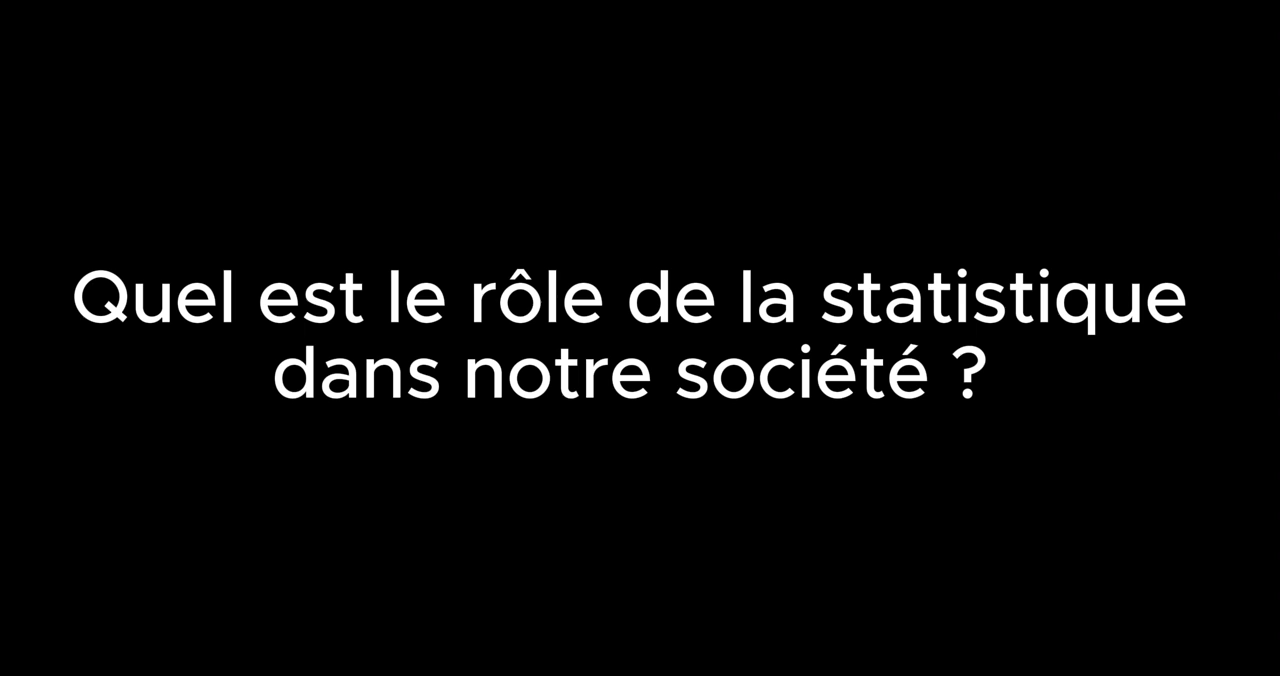 Quel est le rôle de la statistique
dans notre société ?